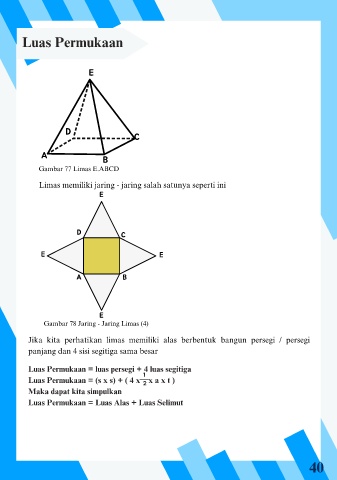 Luas Permukaan
E
D
C
A
B
Gambar 77 Limas E.ABCD
Limas memiliki jaring - jaring salah satunya seperti ini
E
D
C
E
E
A
B
E
Gambar 78 Jaring - Jaring Limas (4)
Jika kita perhatikan limas memiliki alas berbentuk bangun persegi / persegi
panjang dan 4 sisi segitiga sama besar
Luas Permukaan = luas persegi + 4 luas segitiga
Luas Permukaan = (s x s) + ( 4 x 1/2 x a x t )
Maka dapat kita simpulkan
Luas Permukaan = Luas Alas + Luas Selimut
40